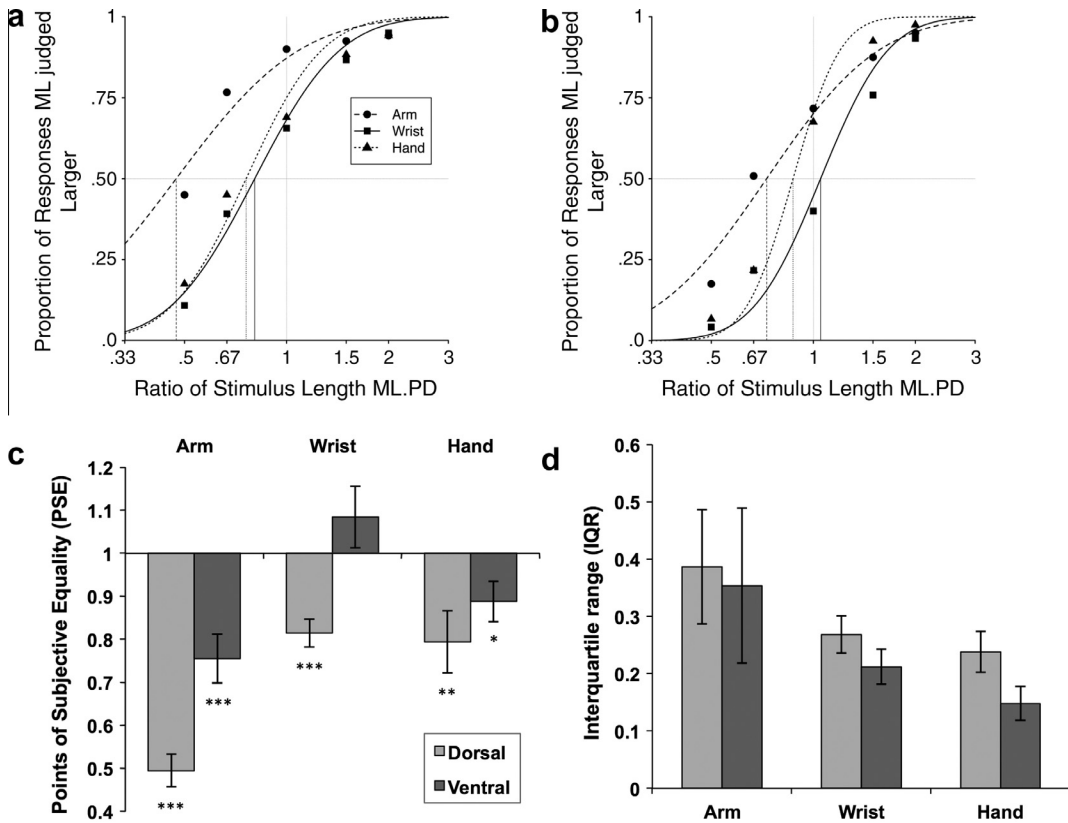 a
Proportion of Responses ML judged
Larger
1
.75
.50
.25
.0
.33
.5
.67
1
1.5
2
3
Ratio of Stimulus Length ML.PD
Arm
Wrist
Hand
b
Proportion of Responses ML judged
Larger
1
.75
.50
.25
.0
.33
.5
.67
1
1.5
2
3
Ratio of Stimulus Length ML.PD
c
Arm
Wrist
Hand
Points of Subjective Equality (PSE)
1.2
1.1
1
0.9
0.8
0.7
0.6
0.5
0.4
***
***
***
**
*
Dorsal
Ventral
d
Interquartile range (IQR)
0.6
0.5
0.4
0.3
0.2
0.1
0
Arm
Wrist
Hand